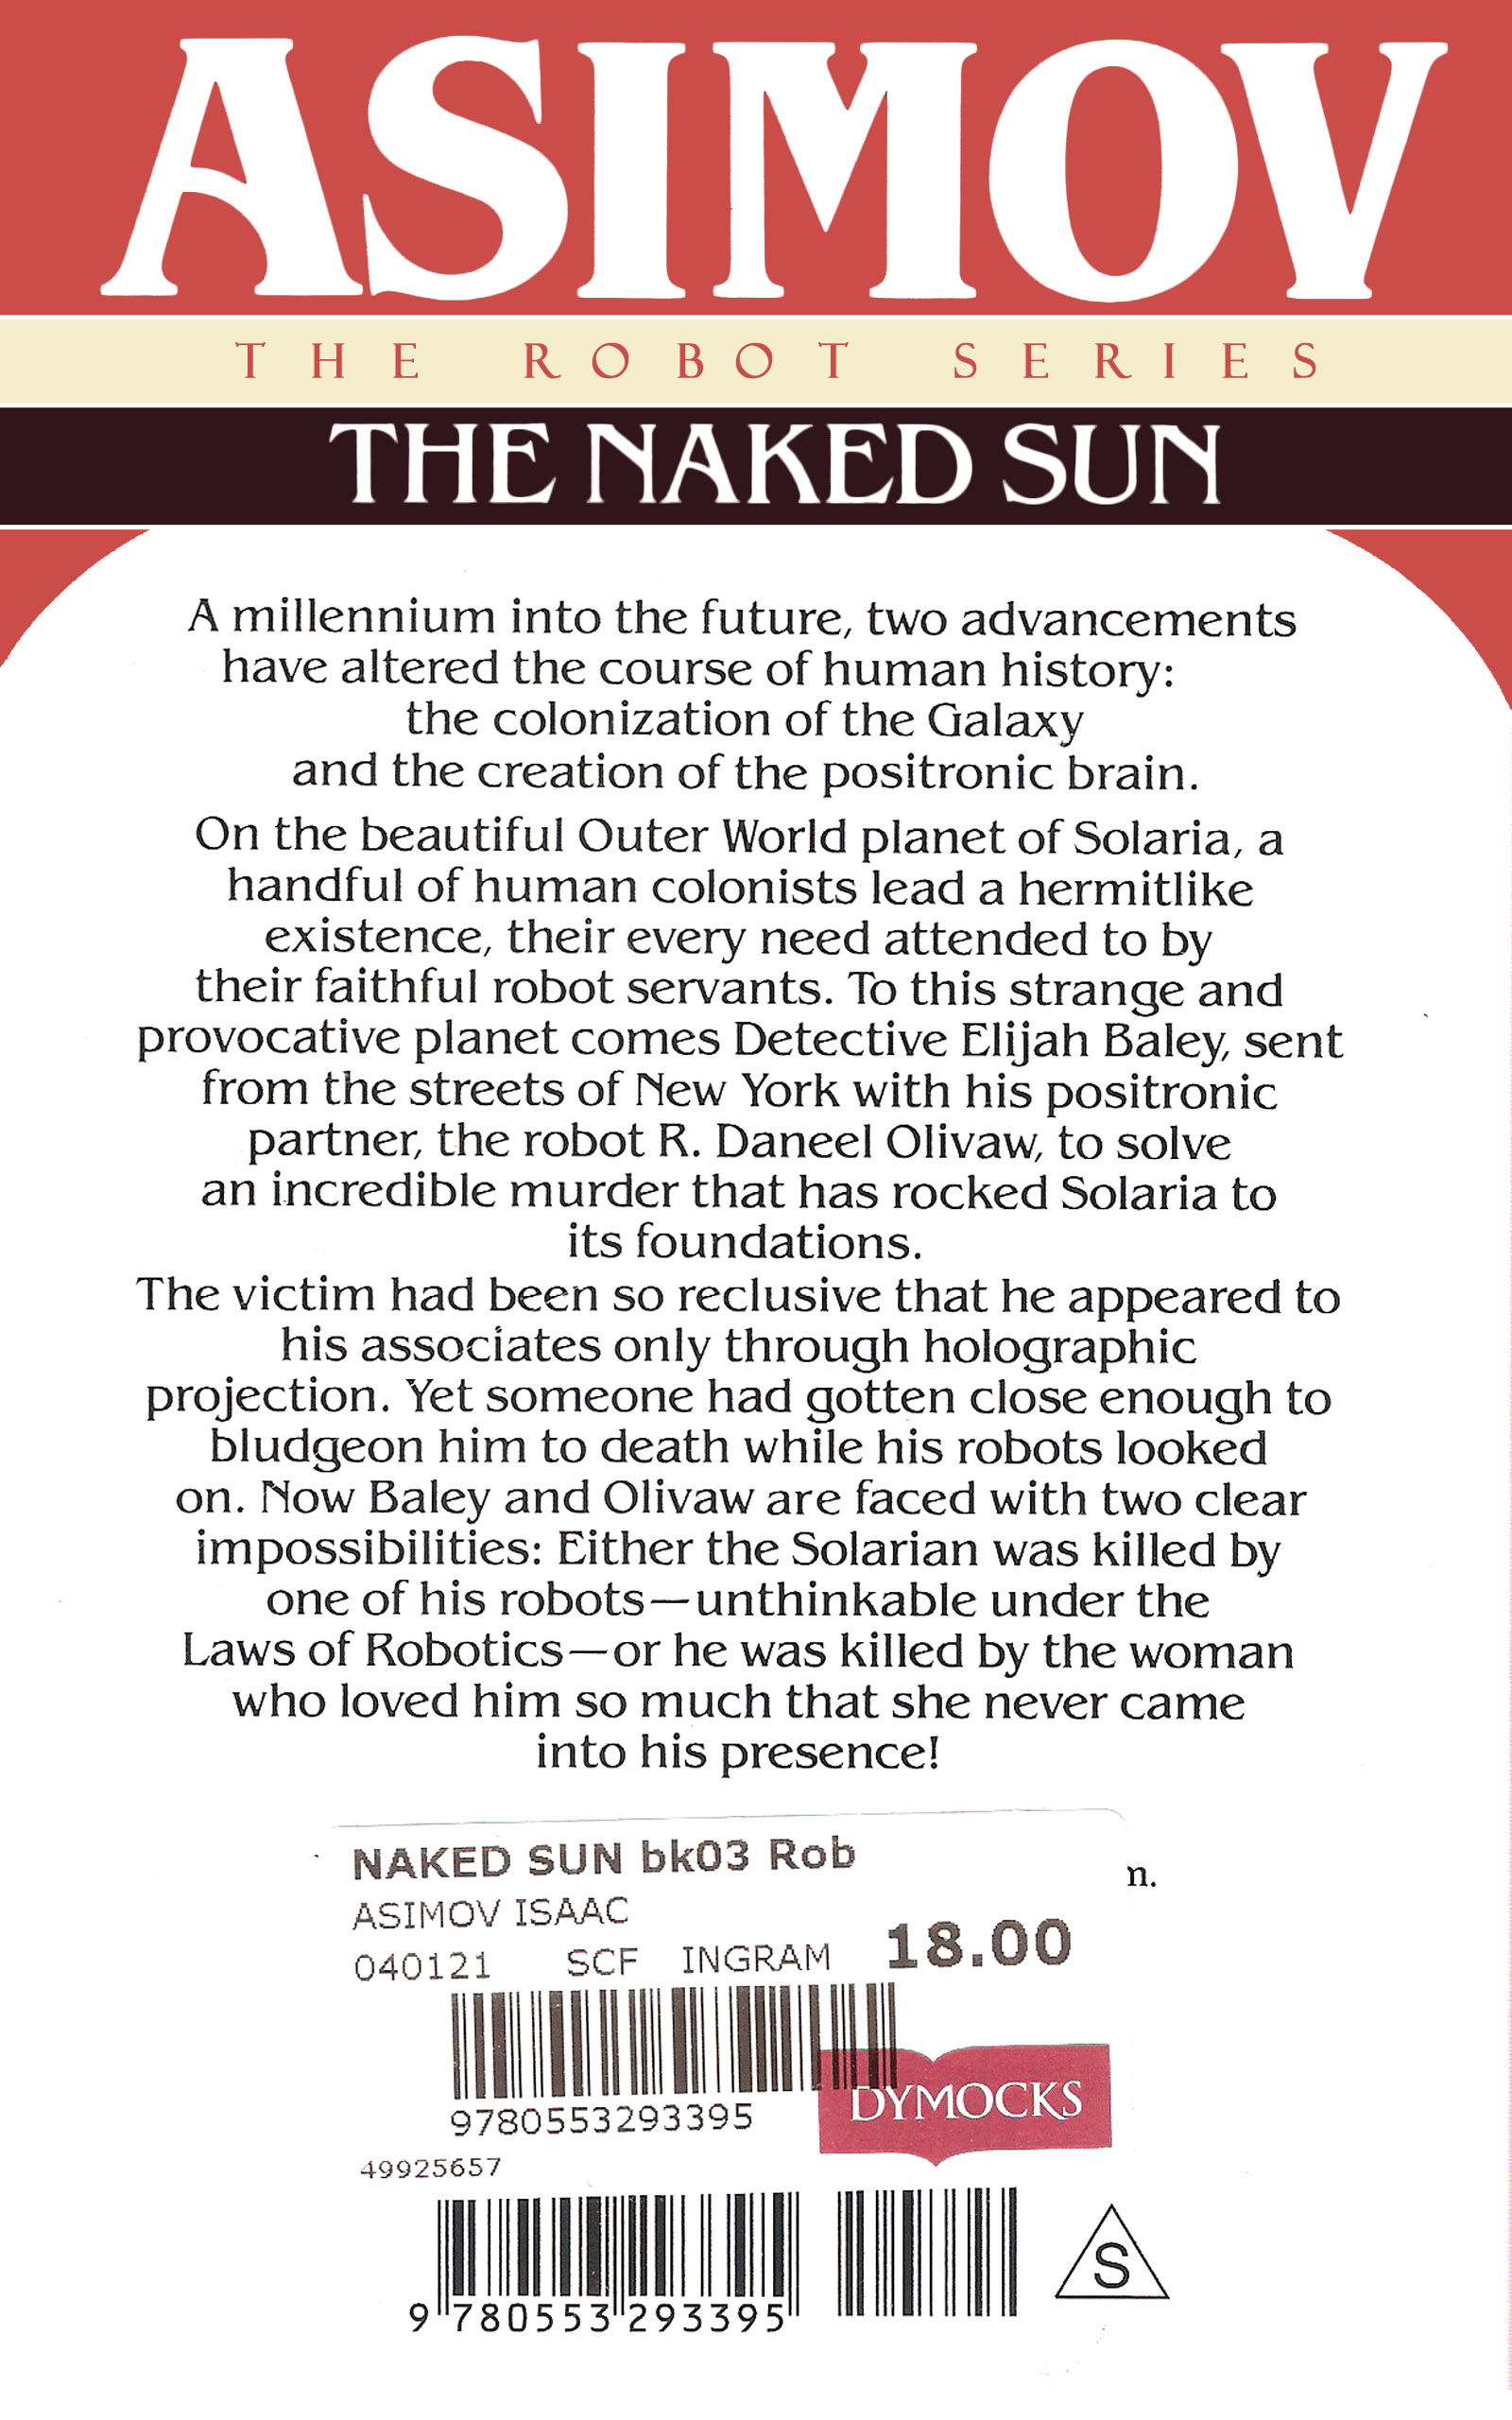 ASIMOV
THE ROBOT SERIES
THE NAKED SUN
A millennium into the future, two advancements
have altered the course of human history:
the colonization of the Galaxy
and the creation of the positronic brain.
On the beautiful Outer World planet of Solaria, a
handful of human colonists lead a hermitlike
existence, their every need attended to by
their faithful robot servants. To this strange and
provocative planet comes Detective Elijah Baley, sent
from the streets of New York with his positronic
partner, the robot R. Daneel Olivaw, to solve
an incredible murder that has rocked Solaria to
its foundations.
The victim had been so reclusive that he appeared to
his associates only through holographic
projection. Yet someone had gotten close enough to
bludgeon him to death while his robots looked
on. Now Baley and Olivaw are faced with two clear
impossibilities: Either the Solarian was killed by
one of his robots—unthinkable under the
Laws of Robotics—or he was killed by the woman
who loved him so much that she never came
into his presence!
NAKED SUN bk03 Rob
n.
ASIMOV ISAAC
040121 SCF INGRAM 18.00
DYMOCKS
9780553293395
49925657
S
9 780553 293395